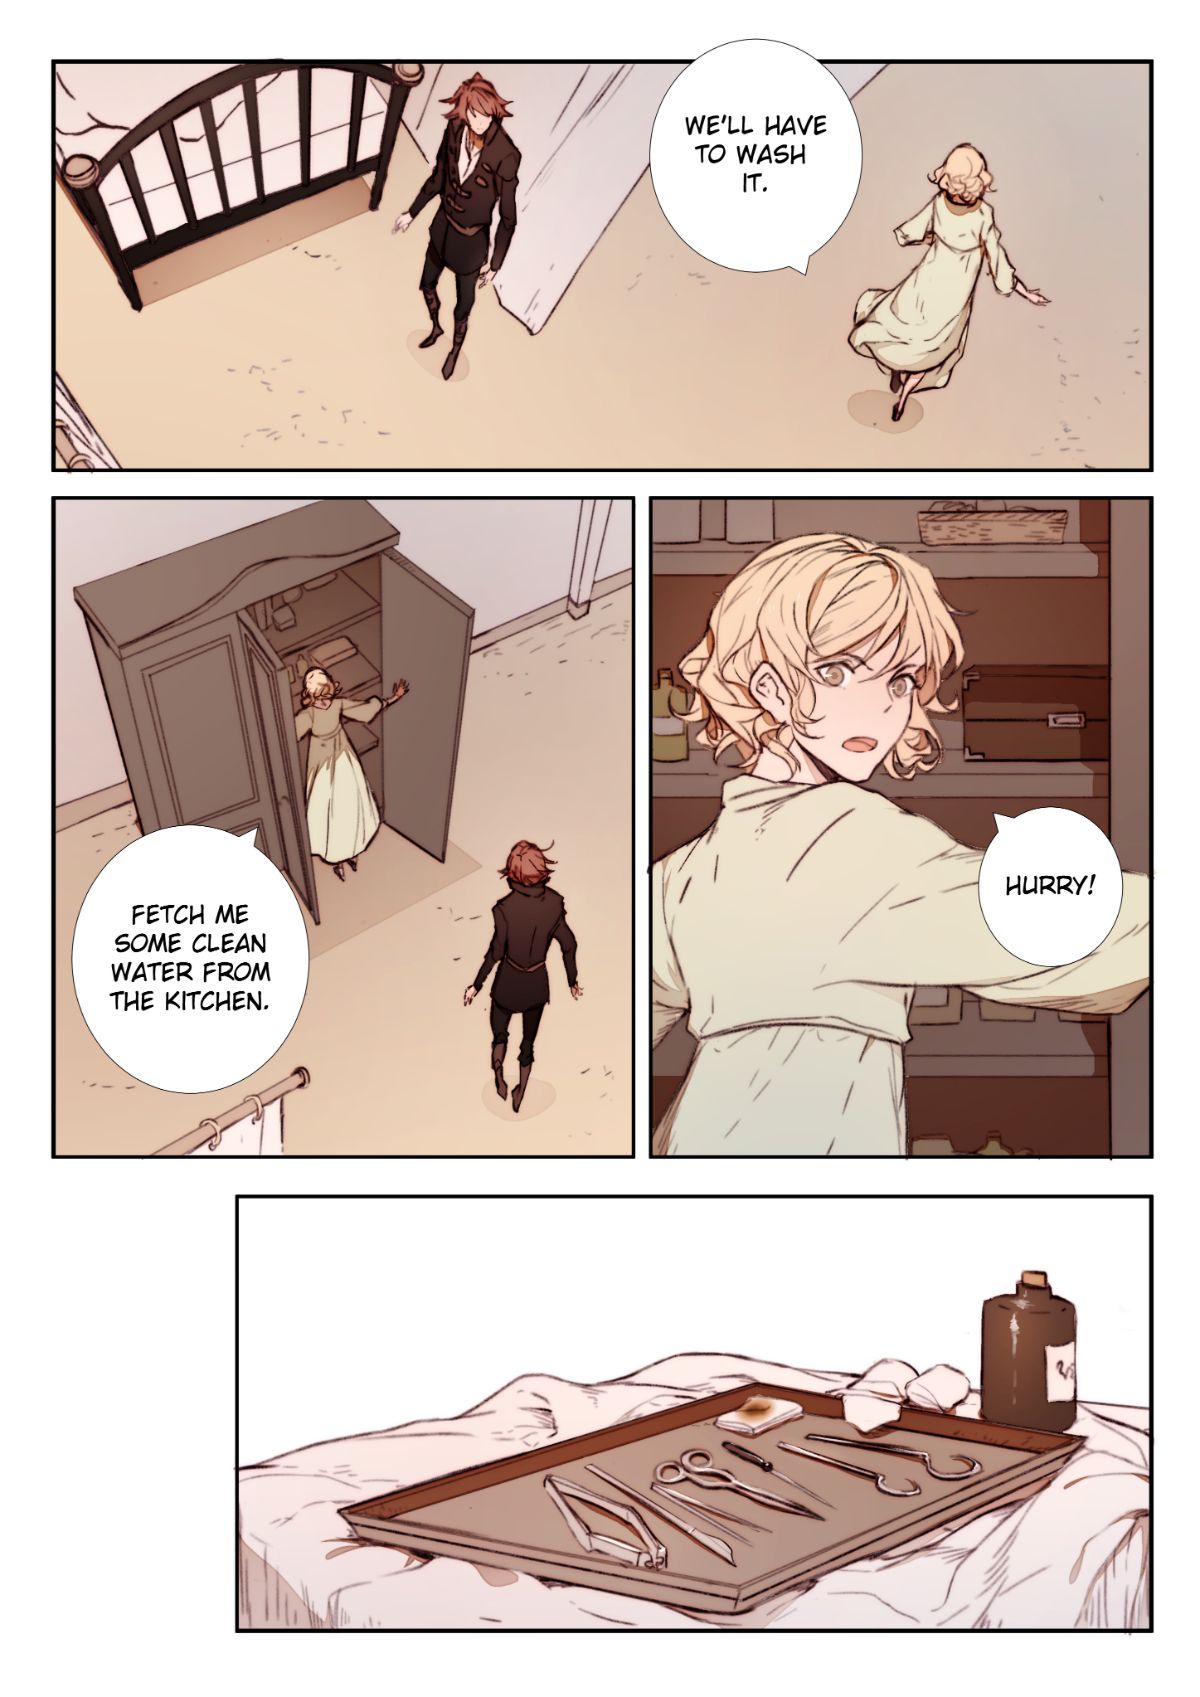 WE'LL HAVE
TO WASH
IT.
FETCH ME
SOME CLEAN
WATER FROM
THE KITCHEN.
HURRY!